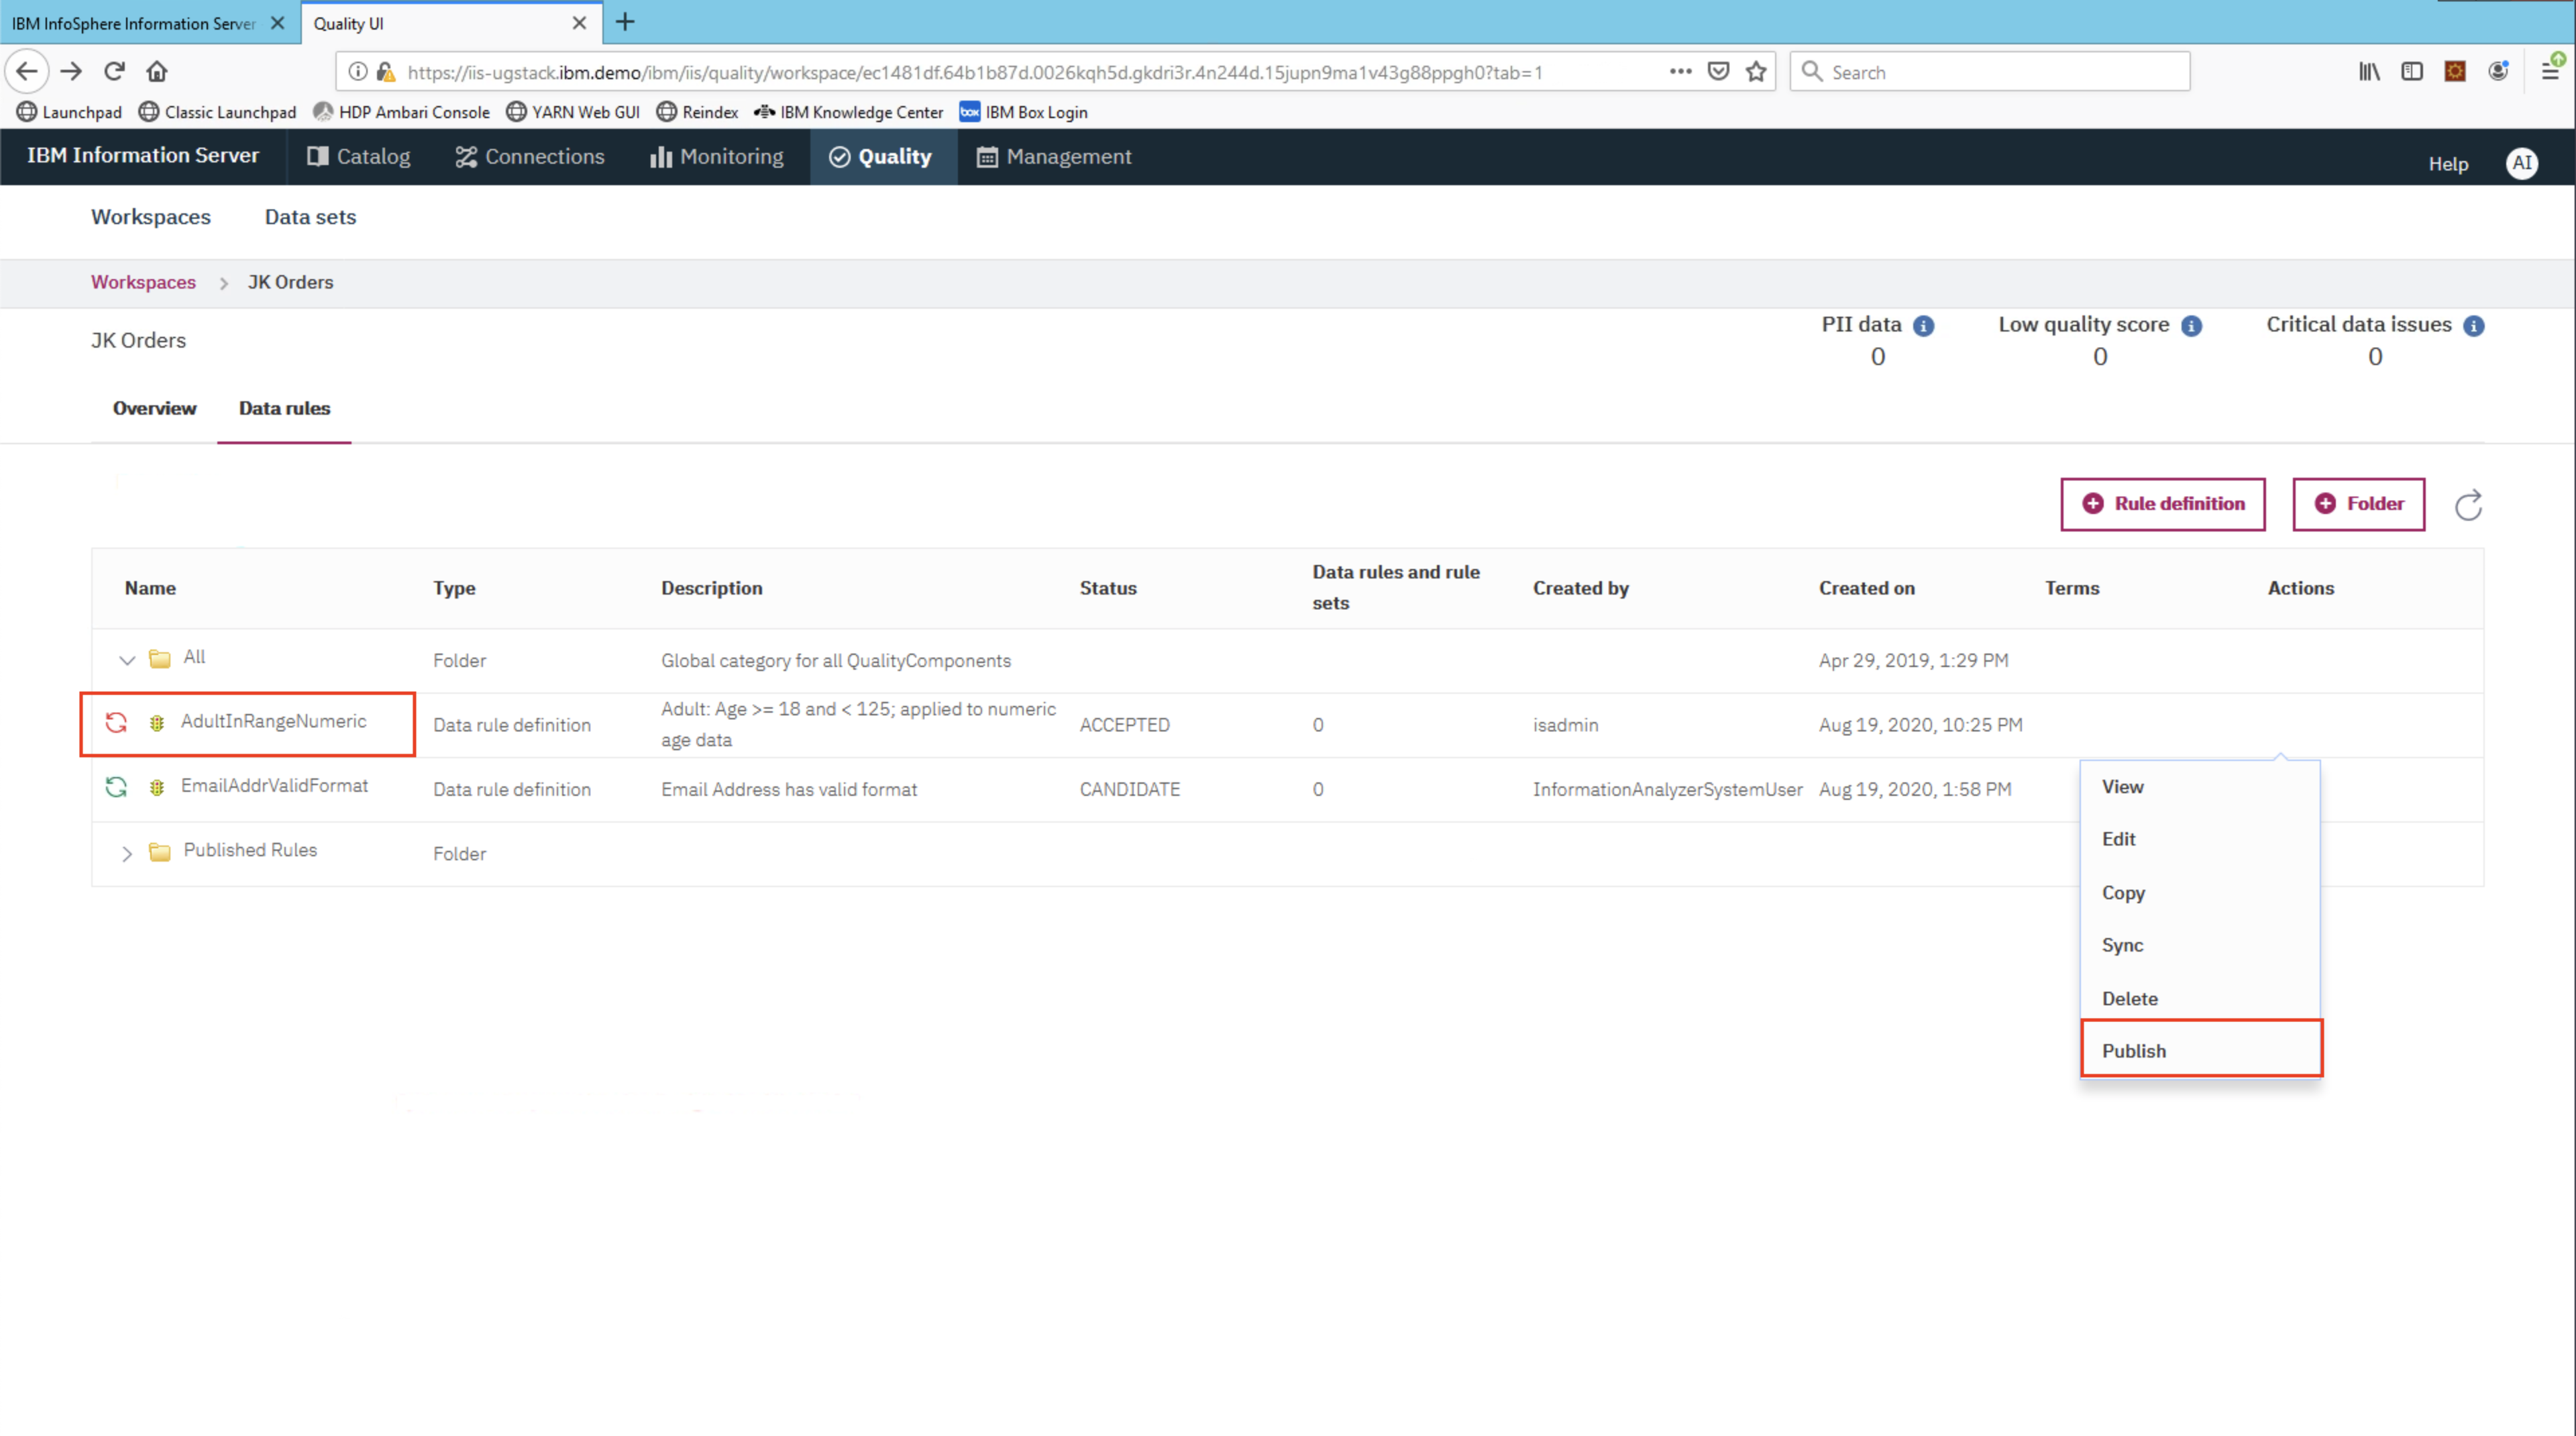 IBM InfoSphere Information Server
Quality UI
https://iis-ugstack.ibm.demo/ibm/iis/quality/workspace/ec1481df.64b1b87d.0026kqh5d.gkdri3r.4n244d.15jupn9ma1v43g88ppgh0?tab=1
Search
Launchpad Classic Launchpad HDP Ambari Console YARN Web GUI Reindex IBM Knowledge Center box IBM Box Login
IBM Information Server Catalog Connections Monitoring Quality Management Help AI
Workspaces Data sets
Workspaces > JK Orders
JK Orders
PII data Low quality score Critical data issues
0 0 0
Overview Data rules
Rule definition Folder
Name Type Description Status Data rules and rule sets Created by Created on Terms Actions
All Folder Global category for all QualityComponents Apr 29, 2019, 1:29 PM
AdultInRangeNumeric Data rule definition Adult: Age >= 18 and < 125; applied to numeric age data ACCEPTED 0 isadmin Aug 19, 2020, 10:25 PM
EmailAddrValidFormat Data rule definition Email Address has valid format CANDIDATE 0 InformationAnalyzerSystemUser Aug 19, 2020, 1:58 PM
Published Rules Folder
View
Edit
Copy
Sync
Delete
Publish